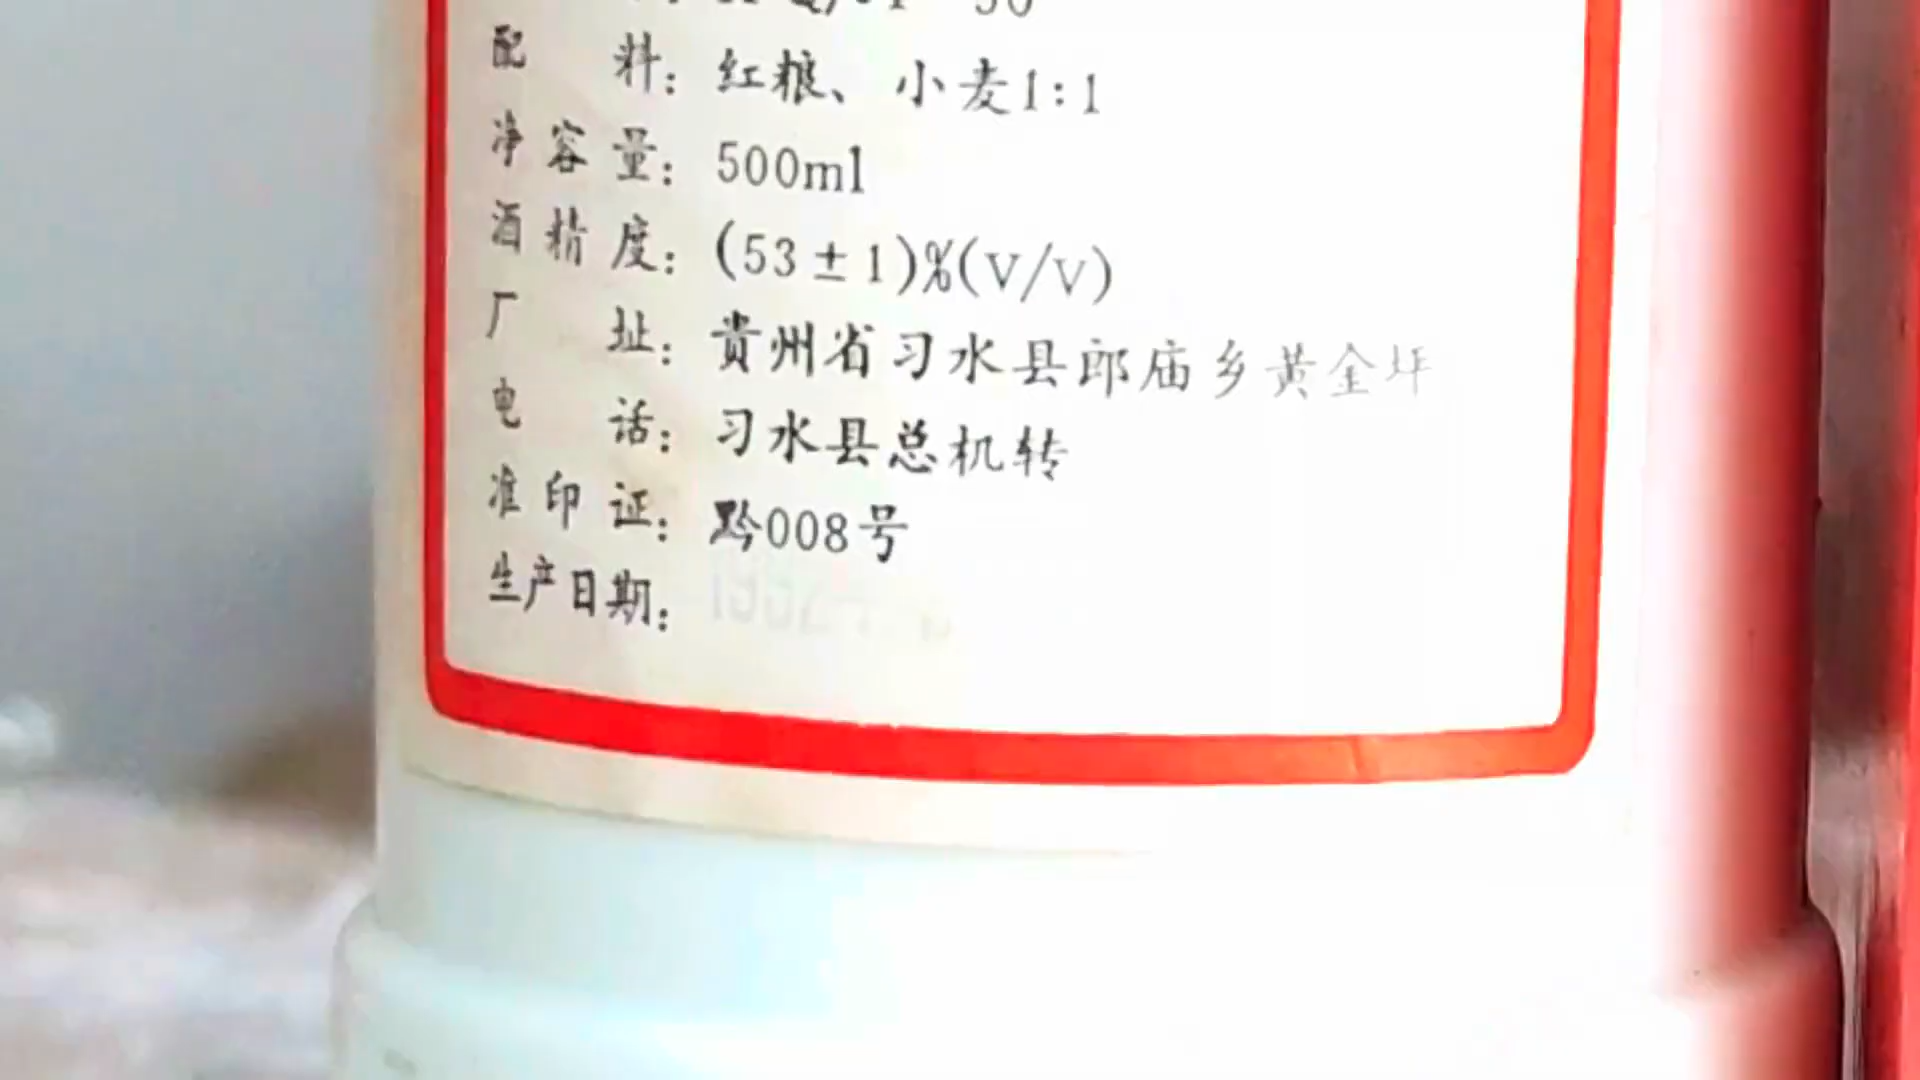 配料：红粮、小麦1:1
净容量：500ml
酒精度：(53±1)%(V/V)
厂址：贵州省习水县郎庙乡黄金坪
电话：习水县总机转
准印证：黔008号
生产日期：